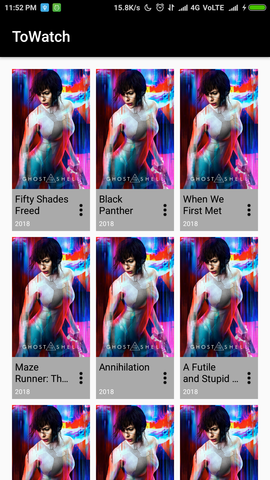 11:52 PM 15.8K/s 4G VoLTE
ToWatch
GHOST SHELL
GHOST SHELL
GHOST SHELL
Fifty Shades
Freed
2018
Black
Panther
2018
When We
First Met
2018
GHOST SHELL
GHOST SHELL
GHOST SHELL
Maze
Runner: Th...
2018
Annihilation
2018
A Futile
and Stupid ...
2018